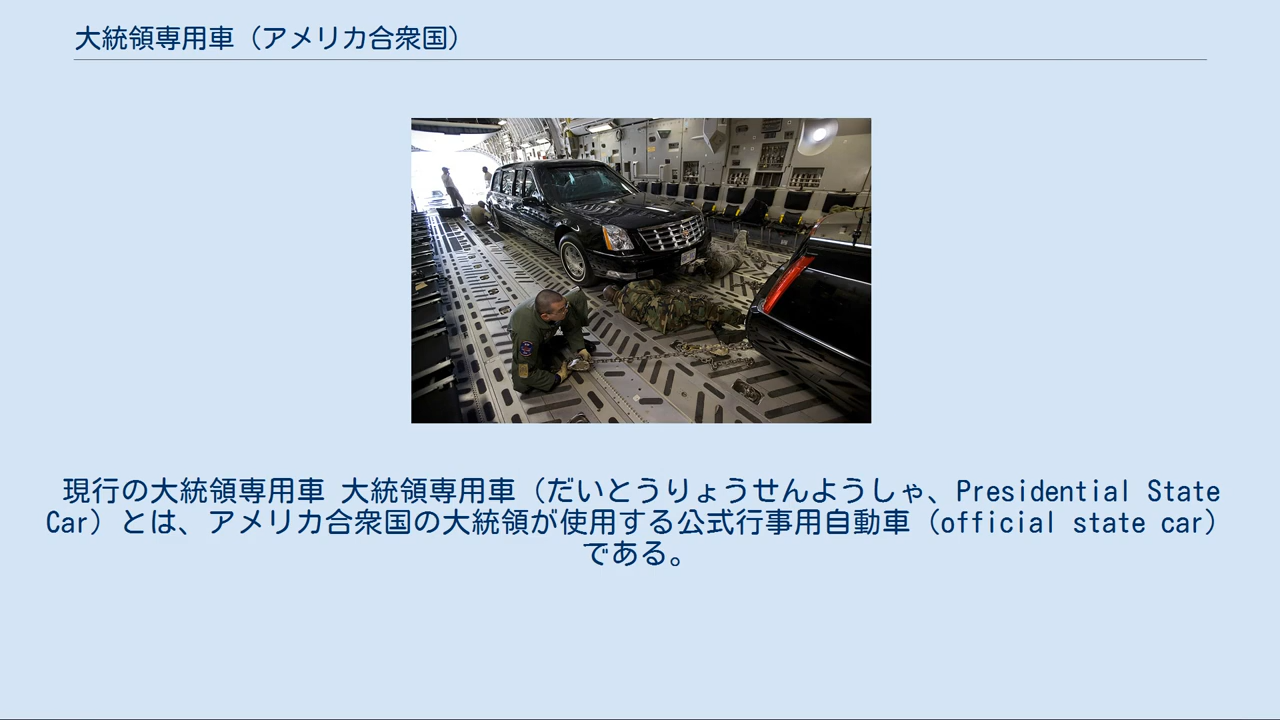 大統領専用車（アメリカ合衆国）
現行の大統領専用車 大統領専用車（だいとうりょうせんようしゃ、Presidential State
Car）とは、アメリカ合衆国の大統領が使用する公式行事用自動車（official state car）
である。